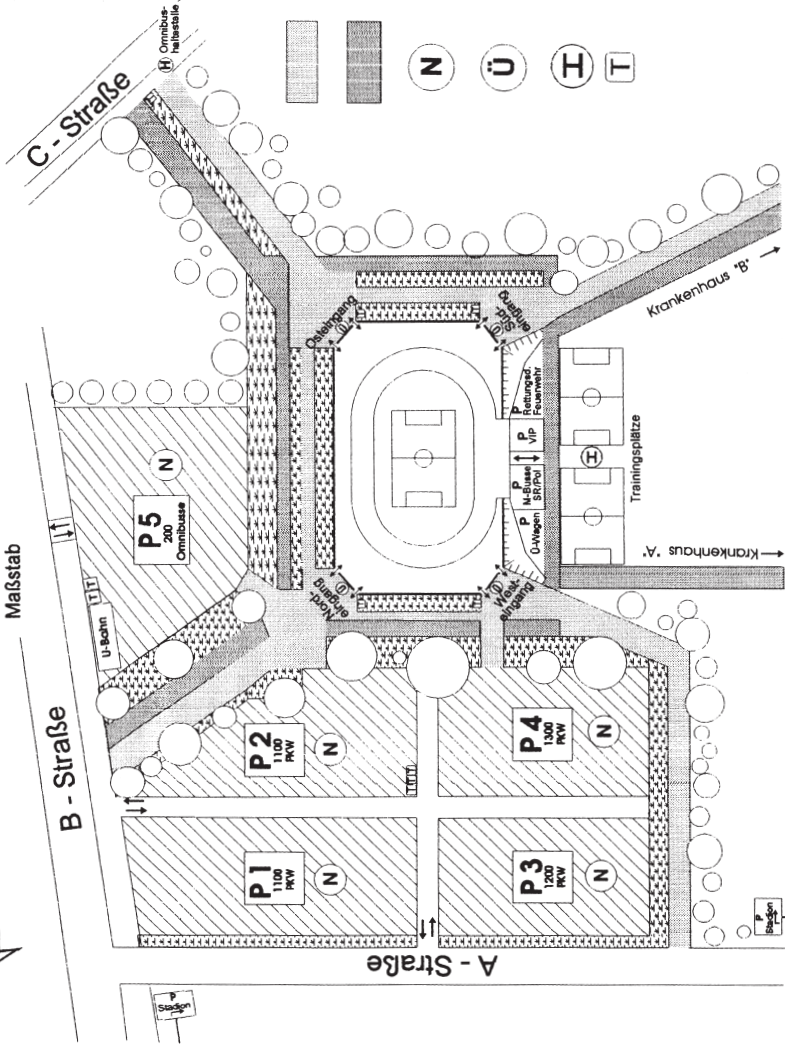 Maßstab
B - Straße
C - Straße
A - Straße
H
Omnibus-
haltestelle
N
Ü
H
T
P 5
200
Omnibusse
N
U-Bahn
T T
P 2
1100
PKW
N
P 1
1100
PKW
N
P 4
1300
PKW
N
P 3
1200
PKW
N
Osteingang
Süd-
eingang
Nord-
eingang
West-
eingang
P
Rettungsd.
Feuerwehr
P
VIP
P
M-Busse
SR/Pol
P
Ü-Wagen
H
Trainingsplätze
Krankenhaus "B"
Krankenhaus "A"
P
Stadion
P
Stadion